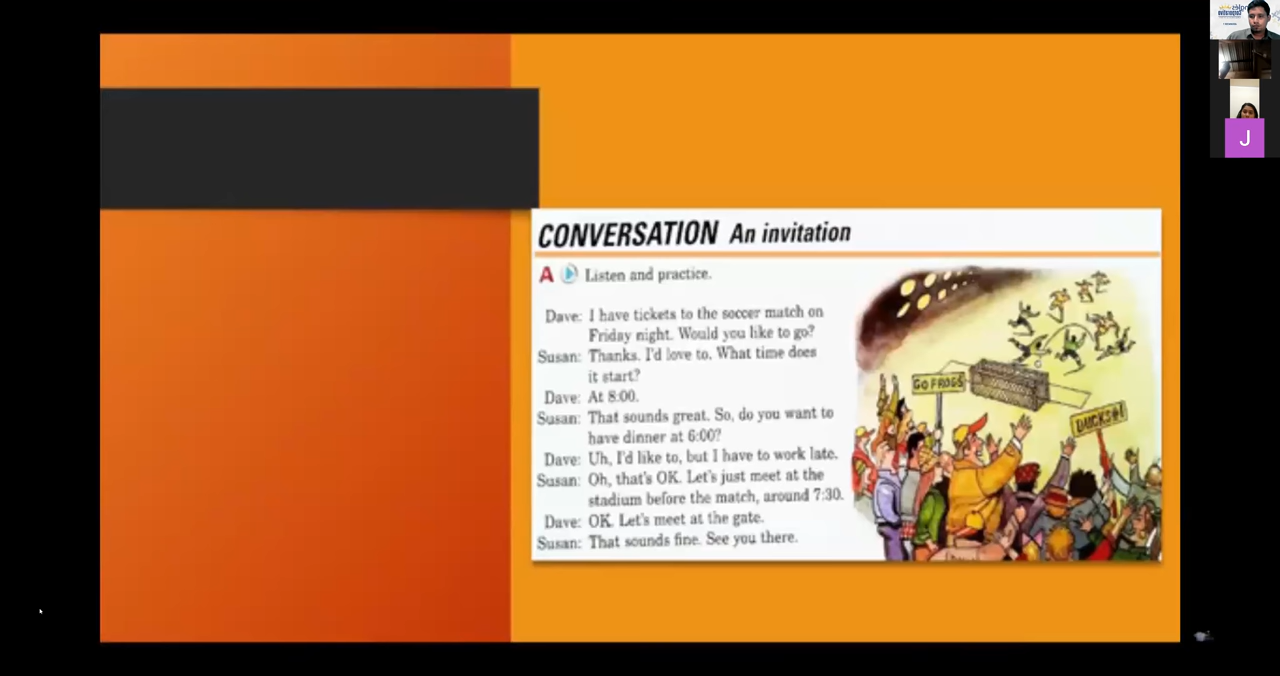 CONVERSATION An invitation
A Listen and practice.
Dave: I have tickets to the soccer match on
Friday night. Would you like to go?
Susan: Thanks. I'd love to. What time does
it start?
Dave: At 8:00.
Susan: That sounds great. So, do you want to
have dinner at 6:00?
Dave: Uh, I'd like to, but I have to work late.
Susan: Oh, that's OK. Let's just meet at the
stadium before the match, around 7:30.
Dave: OK. Let's meet at the gate.
Susan: That sounds fine. See you there.
GO FROGS
DUCKS #1
J